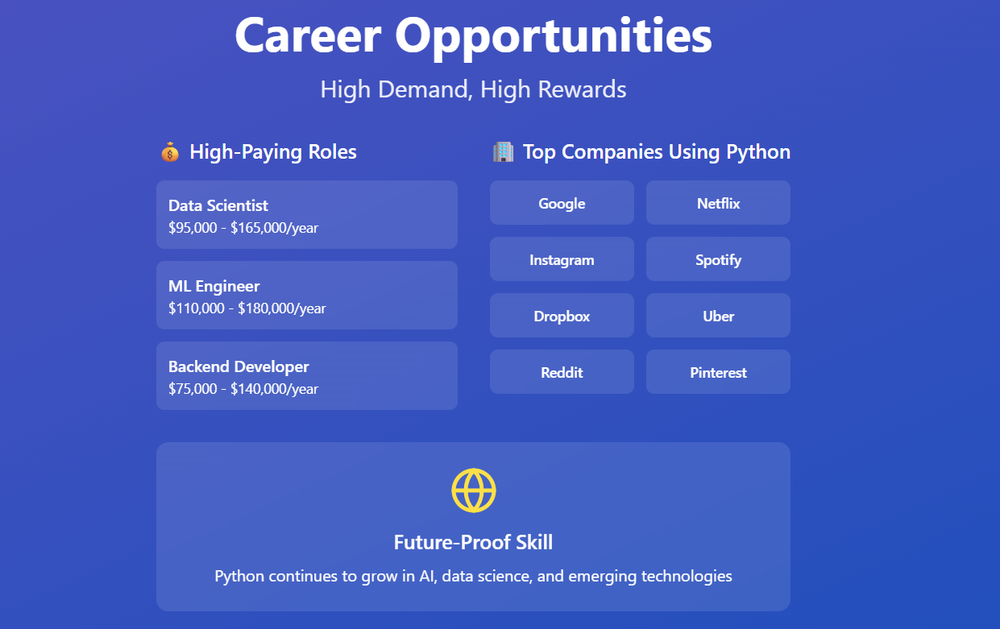 Career Opportunities
High Demand, High Rewards
High-Paying Roles
Data Scientist
$95,000 - $165,000/year
ML Engineer
$110,000 - $180,000/year
Backend Developer
$75,000 - $140,000/year
Top Companies Using Python
Google
Netflix
Instagram
Spotify
Dropbox
Uber
Reddit
Pinterest
Future-Proof Skill
Python continues to grow in AI, data science, and emerging technologies